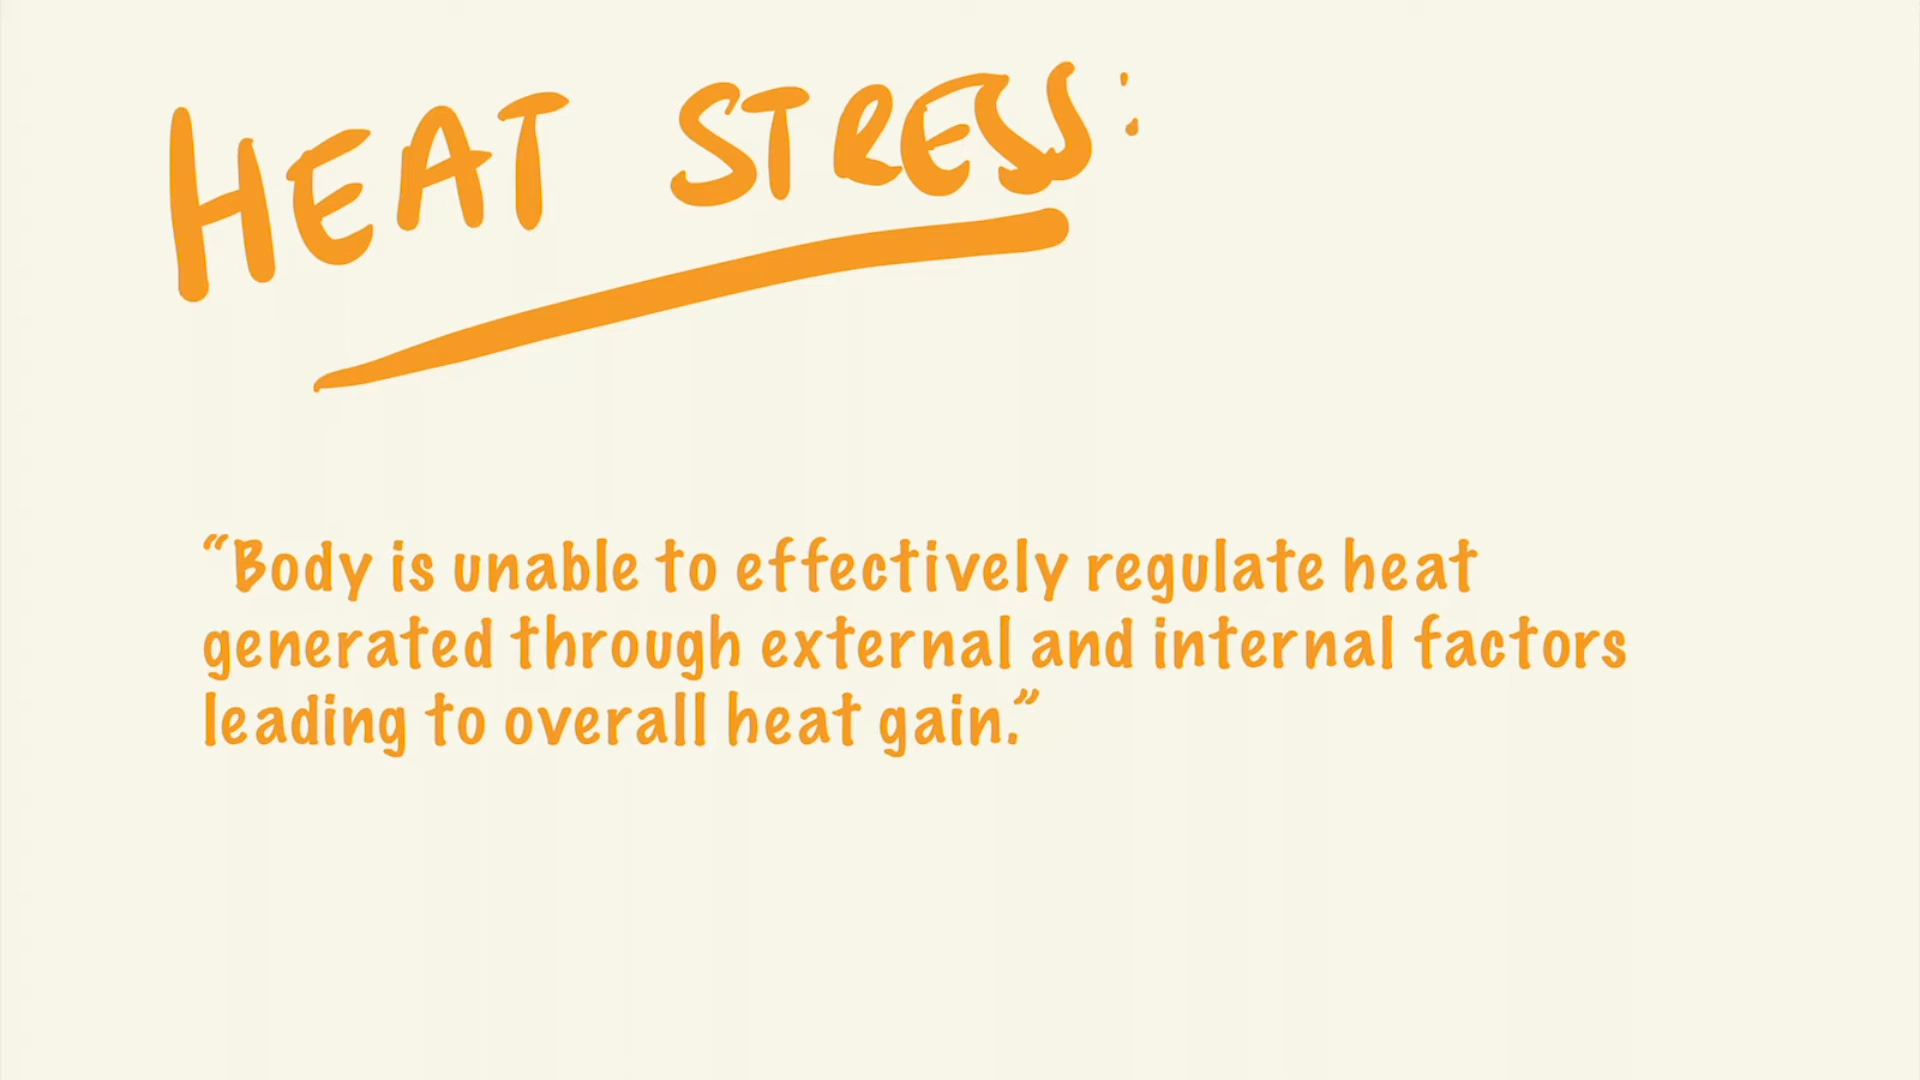 HEAT STRESS:
“Body is unable to effectively regulate heat
generated through external and internal factors
leading to overall heat gain.”